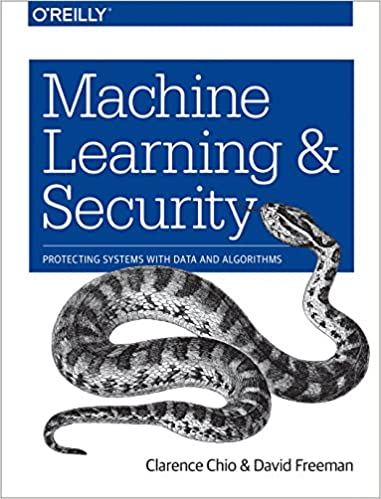 O'REILLY®
Machine
Learning &
Security
PROTECTING SYSTEMS WITH DATA AND ALGORITHMS
Clarence Chio & David Freeman